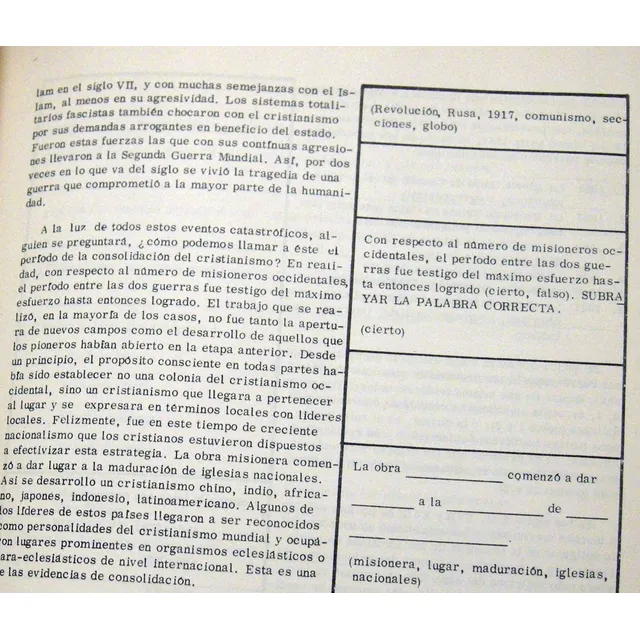 lam en el siglo VII, y con muchas semejanzas con el Is-
lam, al menos en su agresividad. Los sistemas totali-
tarios fascistas también chocaron con el cristianismo
por sus demandas arrogantes en beneficio del estado.
Fueron estas fuerzas las que con sus contínuas agresio-
nes llevaron a la Segunda Guerra Mundial. Así, por dos
veces en lo que va del siglo se vivió la tragedia de una
guerra que comprometió a la mayor parte de la humani-
dad.
A la luz de todos estos eventos catastróficos, al-
guien se preguntará, ¿cómo podemos llamar a éste el
período de la consolidación del cristianismo? En reali-
dad, con respecto al número de misioneros occidentales,
el período entre las dos guerras fue testigo del máximo
esfuerzo hasta entonces logrado. El trabajo que se rea-
lizó, en la mayoría de los casos, no fue tanto la apertu-
ra de nuevos campos como el desarrollo de aquellos que
los pioneros habían abierto en la etapa anterior. Desde
un principio, el propósito consciente en todas partes ha-
bía sido establecer no una colonia del cristianismo oc-
cidental, sino un cristianismo que llegara a pertenecer
al lugar y se expresara en términos locales con líderes
locales. Felizmente, fue en este tiempo de creciente
nacionalismo que los cristianos estuvieron dispuestos
a efectivizar esta estrategia. La obra misionera comen-
zó a dar lugar a la maduración de iglesias nacionales.
Así se desarrollo un cristianismo chino, indio, africa-
no, japonés, indonesio, latinoamericano. Algunos de
los líderes de estos países llegaron a ser reconocidos
como personalidades del cristianismo mundial y ocupá-
on lugares prominentes en organismos eclesiásticos o
ara-eclesiásticos de nivel internacional. Esta es una
e las evidencias de consolidación.
(Revolución, Rusa, 1917, comunismo, sec-
ciones, globo)
Con respecto al número de misioneros oc-
cidentales, el período entre las dos gue-
rras fue testigo del máximo esfuerzo has-
ta entonces logrado (cierto, falso). SUBRA
YAR LA PALABRA CORRECTA.
(cierto)
La obra ____________ comenzó a dar
________ a la ____________ de _____
____ ____________.
(misionera, lugar, maduración, iglesias,
nacionales)